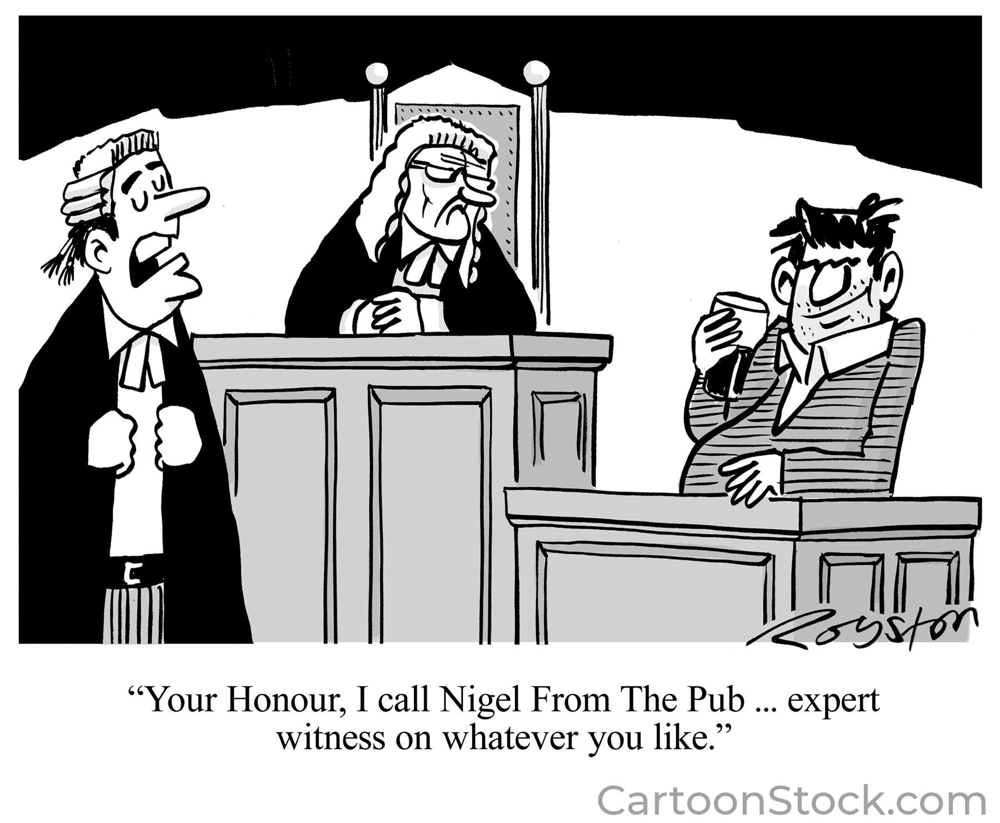 Royston
“Your Honour, I call Nigel From The Pub ... expert
witness on whatever you like.”
CartoonStock.com